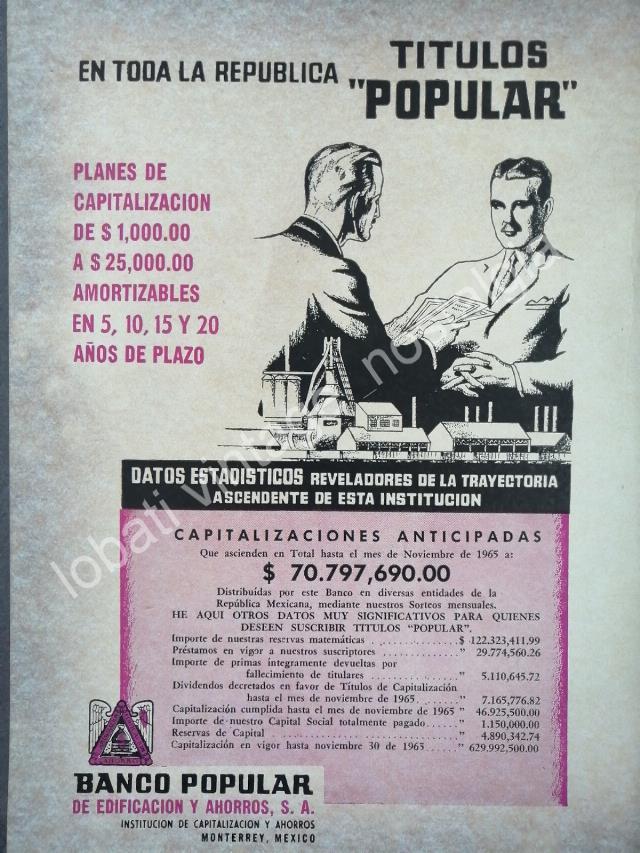 EN TODA LA REPUBLICA
TITULOS
"POPULAR"
PLANES DE
CAPITALIZACION
DE $ 1,000.00
A $ 25,000.00
AMORTIZABLES
EN 5, 10, 15 Y 20
AÑOS DE PLAZO
lobati vintage nostalgia
DATOS ESTADISTICOS REVELADORES DE LA TRAYECTORIA
ASCENDENTE DE ESTA INSTITUCION
CAPITALIZACIONES ANTICIPADAS
Que ascienden en Total hasta el mes de Noviembre de 1965 a:
$ 70.797,690.00
Distribuídas por este Banco en diversas entidades de la
República Mexicana, mediante nuestros Sorteos mensuales.
HE AQUI OTROS DATOS MUY SIGNIFICATIVOS PARA QUIENES
DESEEN SUSCRIBIR TITULOS "POPULAR".
Importe de nuestras reservas matemáticas ................ $ 122.323,411.99
Préstamos en vigor a nuestros suscriptores ................ " 29.774,560.26
Importe de primas íntegramente devueltas por
fallecimiento de titulares ................ " 5.110,645.72
Dividendos decretados en favor de Títulos de Capitalización
hasta el mes de noviembre de 1965 ........ " 7.165,776.82
Capitalización cumplida hasta el mes de noviembre de 1965 " 46.925,500.00
Importe de nuestro Capital Social totalmente pagado...... " 1.150,000.00
Reservas de Capital ................ " 4.890,342.74
Capitalización en vigor hasta noviembre 30 de 1965...... " 629.992,500.00
BANCO POPULAR
DE EDIFICACION Y AHORROS, S. A.
INSTITUCION DE CAPITALIZACION Y AHORROS
MONTERREY, MEXICO